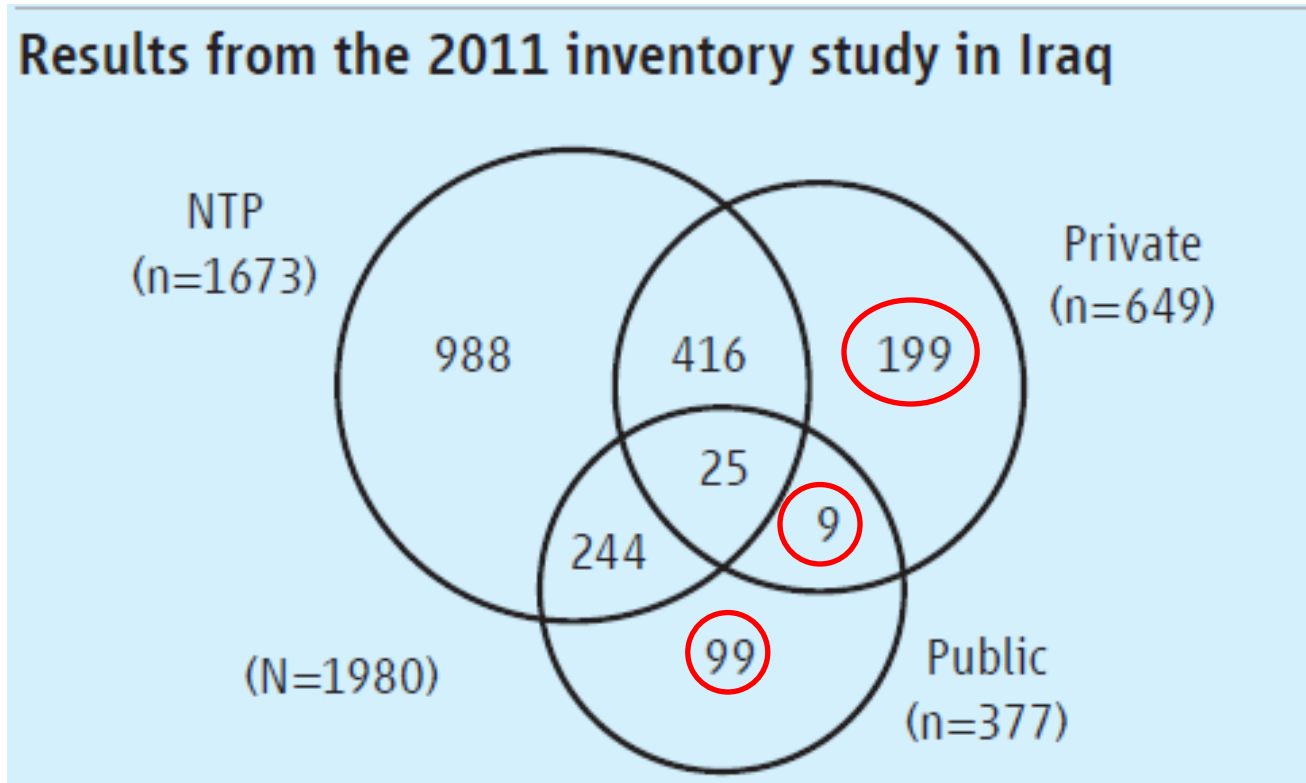 Results from the 2011 inventory study in Iraq
NTP
(n=1673)
Private
(n=649)
988
416
199
25
9
244
99
(N=1980)
Public
(n=377)